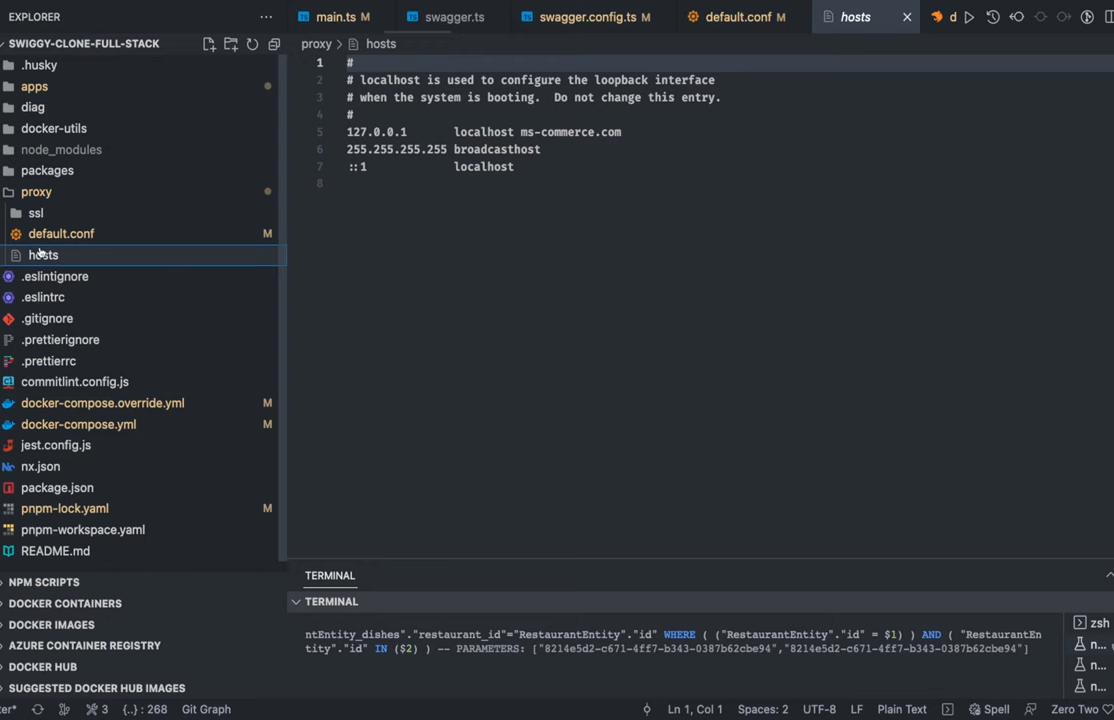 EXPLORER
...
main.ts M
swagger.ts
swagger.config.ts M
default.conf M
hosts
d
SWIGGY-CLONE-FULL-STACK
proxy > hosts
.husky
apps
diag
docker-utils
node_modules
packages
proxy
ssl
default.conf M
hosts
.eslintignore
.eslintrc
.gitignore
.prettierignore
.prettierrc
commitlint.config.js
docker-compose.override.yml M
docker-compose.yml M
jest.config.js
nx.json
package.json
pnpm-lock.yaml M
pnpm-workspace.yaml
README.md
1 #
2 # localhost is used to configure the loopback interface
3 # when the system is booting.  Do not change this entry.
4 #
5 127.0.0.1       localhost ms-commerce.com
6 255.255.255.255 broadcasthost
7 ::1             localhost
8
NPM SCRIPTS
DOCKER CONTAINERS
DOCKER IMAGES
AZURE CONTAINER REGISTRY
DOCKER HUB
SUGGESTED DOCKER HUB IMAGES
TERMINAL
TERMINAL
ntEntity_dishes"."restaurant_id"="RestaurantEntity"."id" WHERE ( ("RestaurantEntity"."id" = $1) ) AND ( "RestaurantEn
tity"."id" IN ($2) ) -- PARAMETERS: ["8214e5d2-c671-4ff7-b343-0387b62cbe94","8214e5d2-c671-4ff7-b343-0387b62cbe94"]
zsh
n...
n...
n...
ter* 3 {..} : 268 Git Graph Ln 1, Col 1 Spaces: 2 UTF-8 LF Plain Text Spell Zero Two